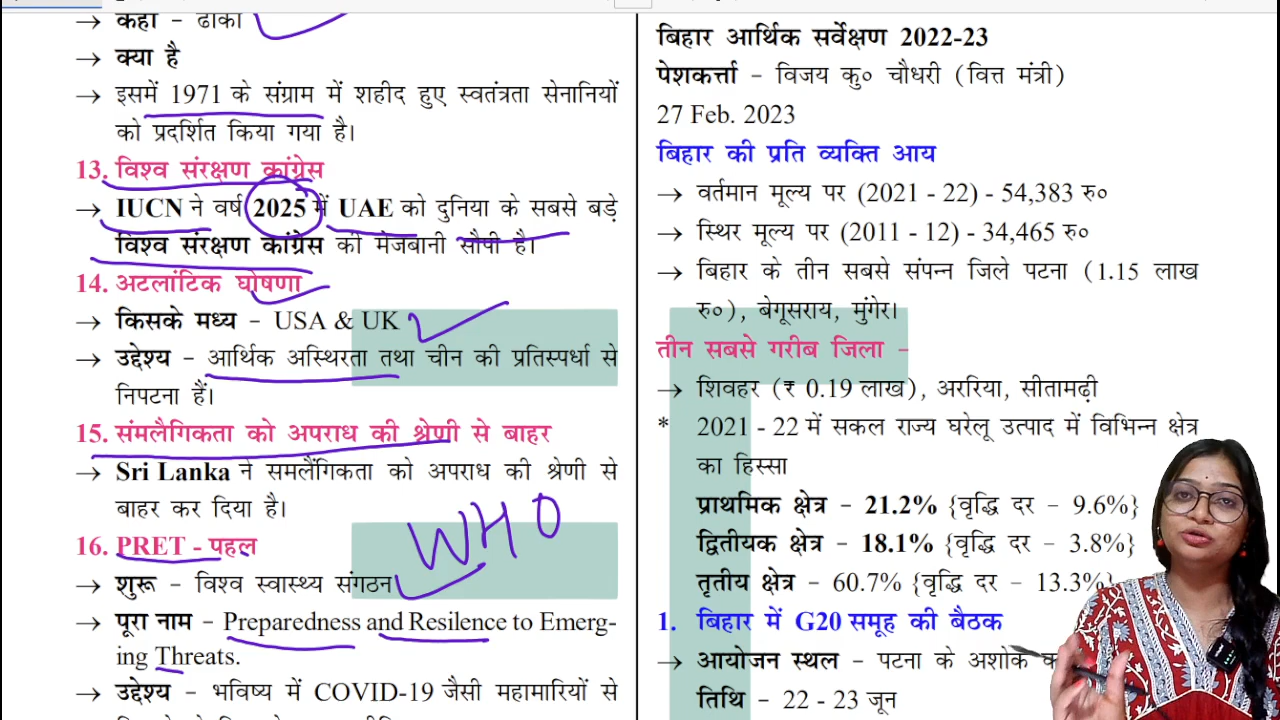 → कहाँ - ढाका
→ क्या है
→ इसमें 1971 के संग्राम में शहीद हुए स्वतंत्रता सेनानियों
को प्रदर्शित किया गया है।
13. विश्व संरक्षण कांग्रेस
→ IUCN ने वर्ष 2025 में UAE को दुनिया के सबसे बड़े
विश्व संरक्षण कांग्रेस की मेजबानी सौपी है।
14. अटलांटिक घोषणा
→ किसके मध्य - USA & UK
→ उद्देश्य - आर्थिक अस्थिरता तथा चीन की प्रतिस्पर्धा से
निपटना हैं।
15. संमलैगिकता को अपराध की श्रेणी से बाहर
→ Sri Lanka ने समलैंगिकता को अपराध की श्रेणी से
बाहर कर दिया है।
WHO
16. PRET - पहल
→ शुरू - विश्व स्वास्थ्य संगठन
→ पूरा नाम - Preparedness and Resilence to Emerg-
ing Threats.
→ उद्देश्य - भविष्य में COVID-19 जैसी महामारियों से
बिहार आर्थिक सर्वेक्षण 2022-23
पेशकर्त्ता - विजय कु० चौधरी (वित्त मंत्री)
27 Feb. 2023
बिहार की प्रति व्यक्ति आय
→ वर्तमान मूल्य पर (2021 - 22) - 54,383 रु०
→ स्थिर मूल्य पर (2011 - 12) - 34,465 रु०
→ बिहार के तीन सबसे संपन्न जिले पटना (1.15 लाख
रु०), बेगूसराय, मुंगेर।
तीन सबसे गरीब जिला -
→ शिवहर (₹ 0.19 लाख), अररिया, सीतामढ़ी
* 2021 - 22 में सकल राज्य घरेलू उत्पाद में विभिन्न क्षेत्र
का हिस्सा
प्राथमिक क्षेत्र - 21.2% {वृद्धि दर - 9.6%}
द्वितीयक क्षेत्र - 18.1% {वृद्धि दर - 3.8%}
तृतीय क्षेत्र - 60.7% {वृद्धि दर - 13.3%}
1. बिहार में G20 समूह की बैठक
→ आयोजन स्थल - पटना के अशोक
तिथि - 22 - 23 जून